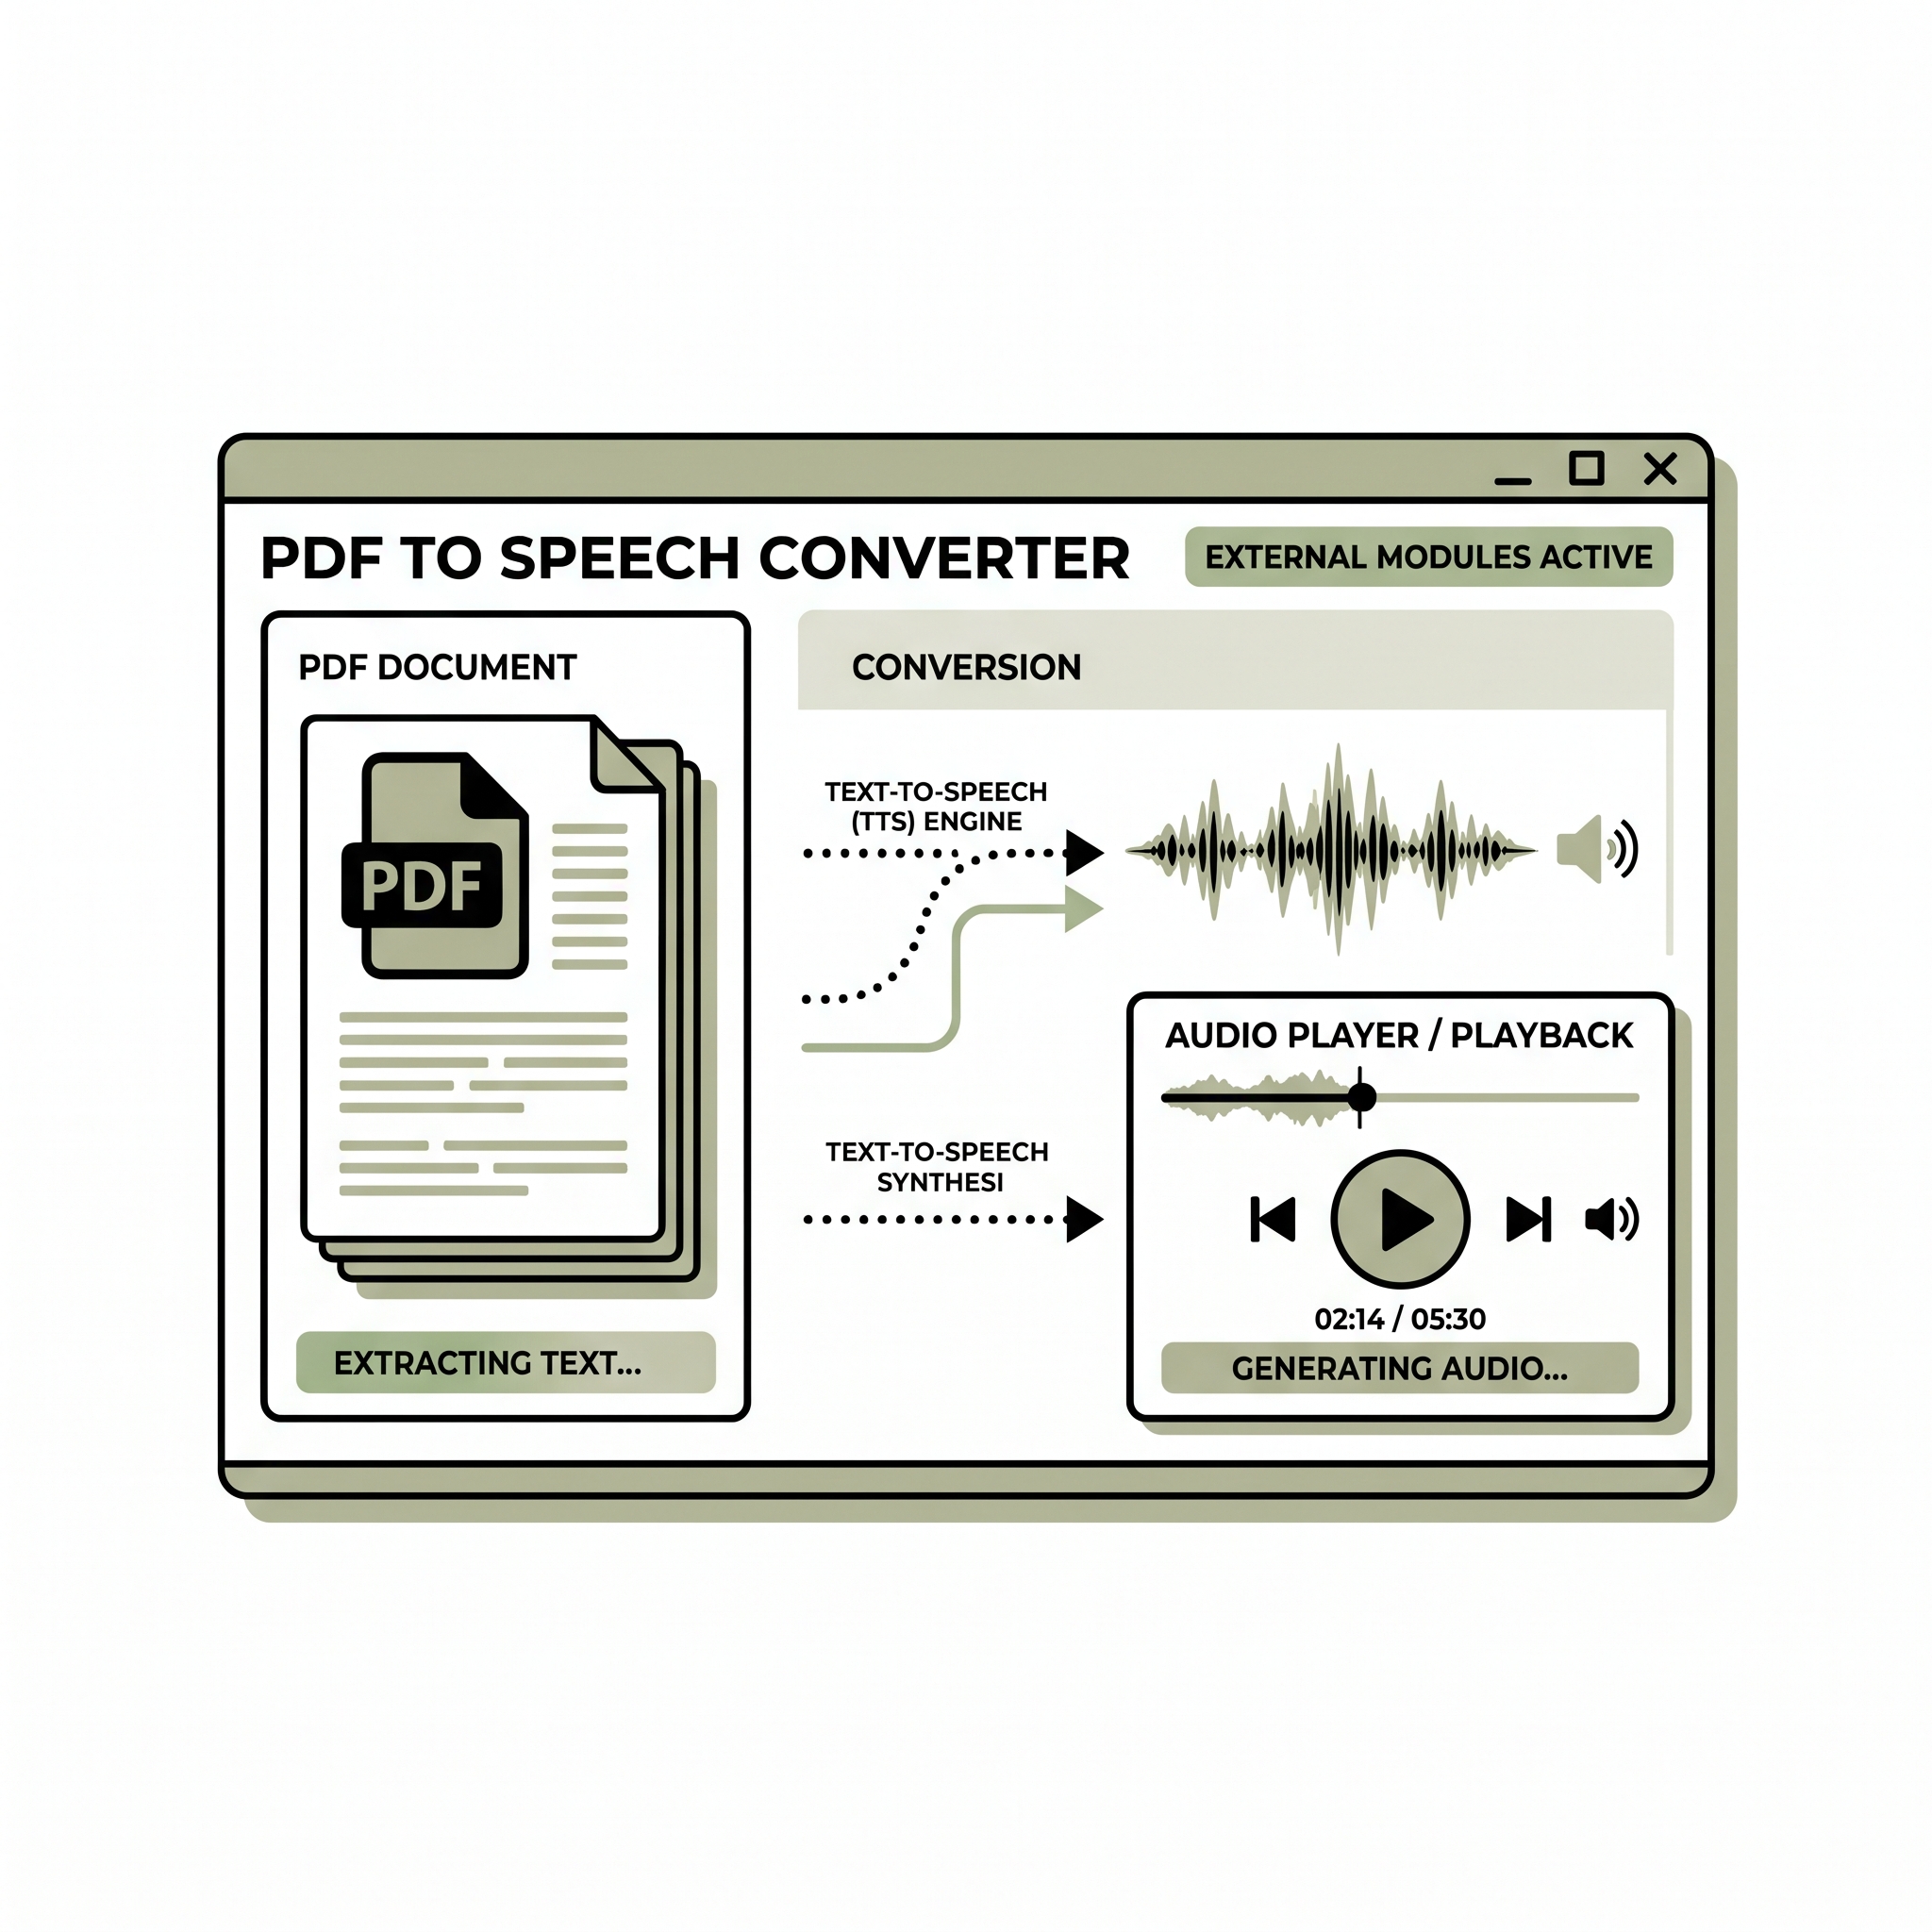 PDF TO SPEECH CONVERTER
EXTERNAL MODULES ACTIVE
PDF DOCUMENT
PDF
EXTRACTING TEXT...
CONVERSION
TEXT-TO-SPEECH
(TTS) ENGINE
TEXT-TO-SPEECH
SYNTHESI
AUDIO PLAYER / PLAYBACK
02:14 / 05:30
GENERATING AUDIO...